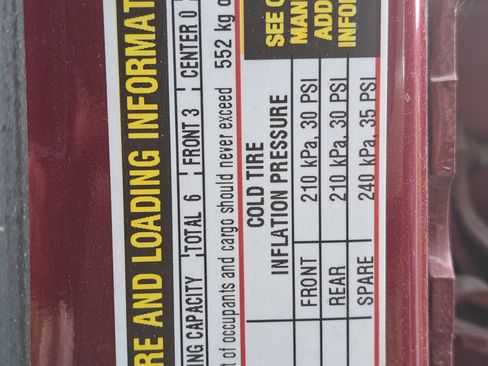 RE AND LOADING INFORMAT
NG CAPACITY TOTAL 6 FRONT 3 CENTER 0
of occupants and cargo should never exceed 552 kg
COLD TIRE
INFLATION PRESSURE
SEE O
MAN
ADD
INFO
FRONT 210 kPa, 30 PSI
REAR 210 kPa, 30 PSI
SPARE 240 kPa, 35 PSI